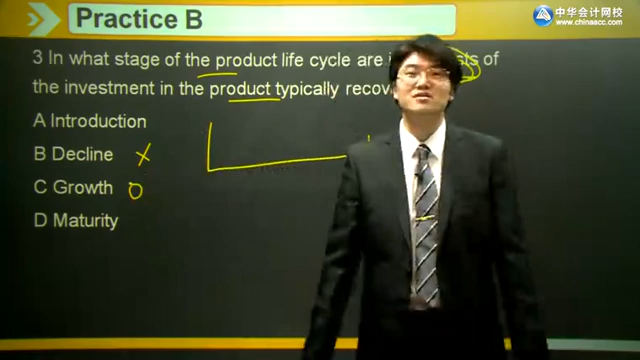 Practice B
中华会计网校
www.chinaacc.com
3 In what stage of the product life cycle are of
the investment in the product typically
A Introduction
B Decline X
C Growth O
D Maturity